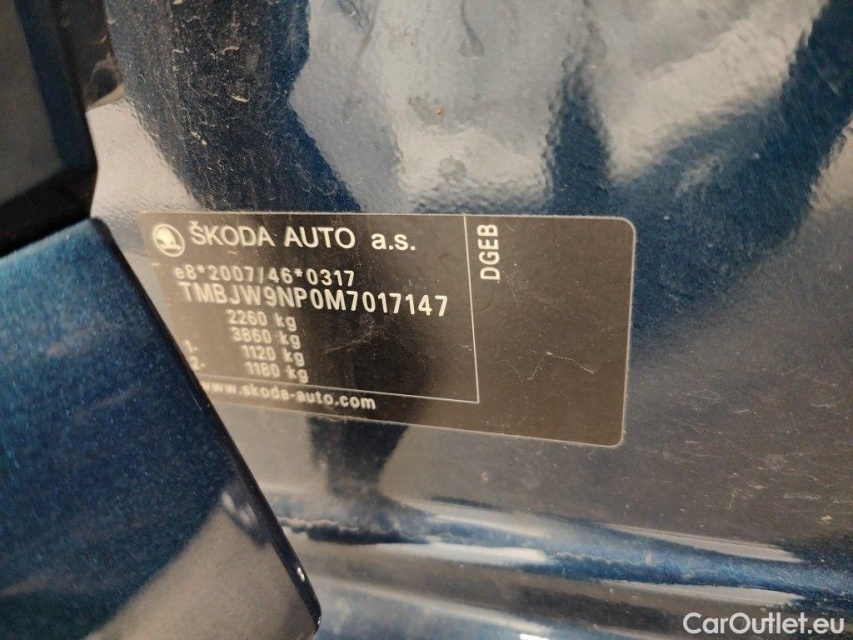 ŠKODA AUTO a.s.
e8*2007/46*0317
TMBJW9NP0M7017147
2260 kg
3860 kg
1- 1120 kg
2- 1180 kg
www.skoda-auto.com
DGEB
CarOutlet.eu